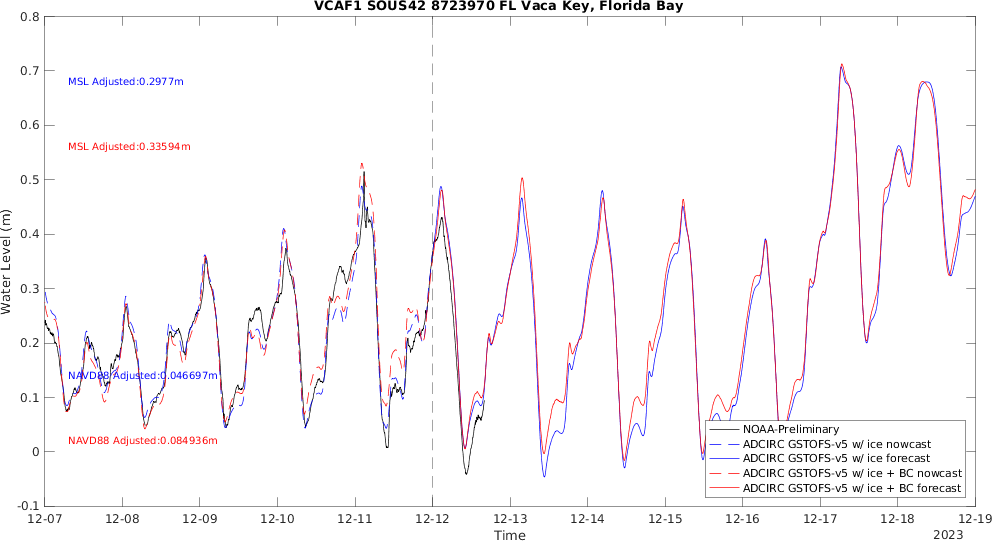 VCAF1 SOUS42 8723970 FL Vaca Key, Florida Bay
0.8
0.7
0.6
0.5
0.4
0.3
0.2
0.1
0
-0.1
Water Level (m)
MSL Adjusted:0.2977m
MSL Adjusted:0.33594m
NAVD88 Adjusted:0.046697m
NAVD88 Adjusted:0.084936m
NOAA-Preliminary
ADCIRC GSTOFS-v5 w/ ice nowcast
ADCIRC GSTOFS-v5 w/ ice forecast
ADCIRC GSTOFS-v5 w/ ice + BC nowcast
ADCIRC GSTOFS-v5 w/ ice + BC forecast
12-07 12-08 12-09 12-10 12-11 12-12 12-13 12-14 12-15 12-16 12-17 12-18 12-19
Time
2023